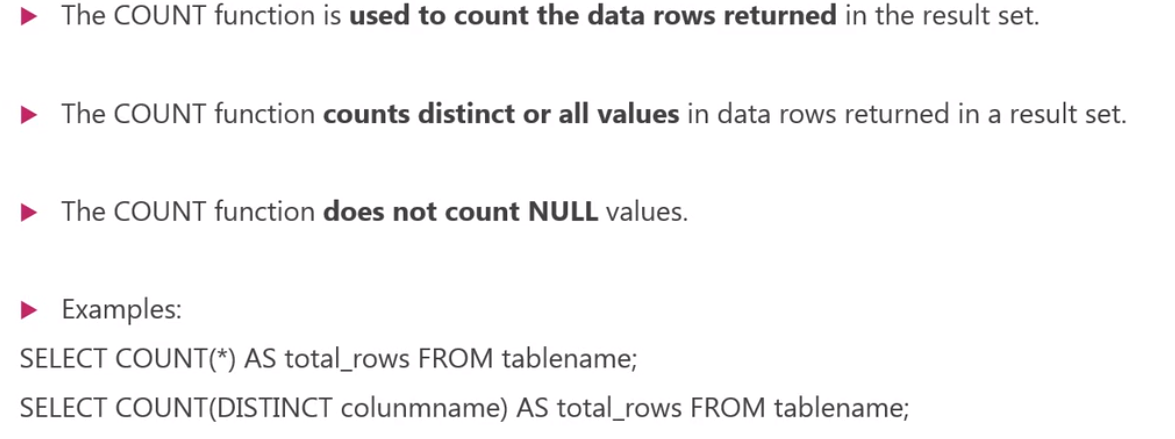 The COUNT function is used to count the data rows returned in the result set.
The COUNT function counts distinct or all values in data rows returned in a result set.
The COUNT function does not count NULL values.
Examples:
SELECT COUNT(*) AS total_rows FROM tablename;
SELECT COUNT(DISTINCT colunmname) AS total_rows FROM tablename;